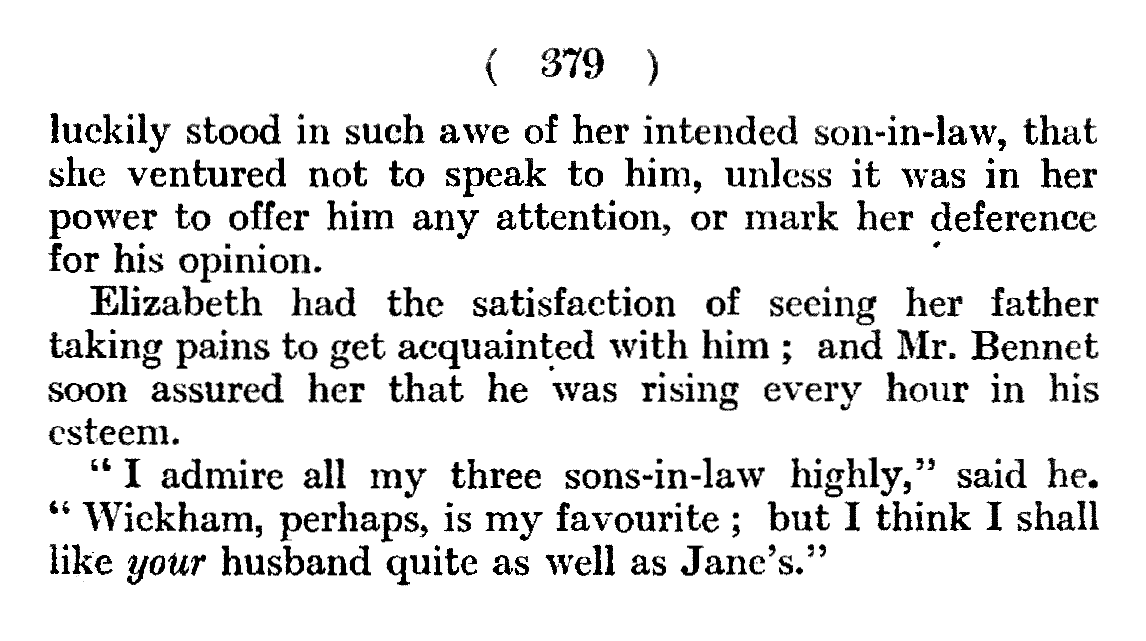 ( 379 )
luckily stood in such awe of her intended son-in-law, that
she ventured not to speak to him, unless it was in her
power to offer him any attention, or mark her deference
for his opinion.
Elizabeth had the satisfaction of seeing her father
taking pains to get acquainted with him ; and Mr. Bennet
soon assured her that he was rising every hour in his
esteem.
“ I admire all my three sons-in-law highly,” said he.
“ Wickham, perhaps, is my favourite ; but I think I shall
like your husband quite as well as Jane’s.”